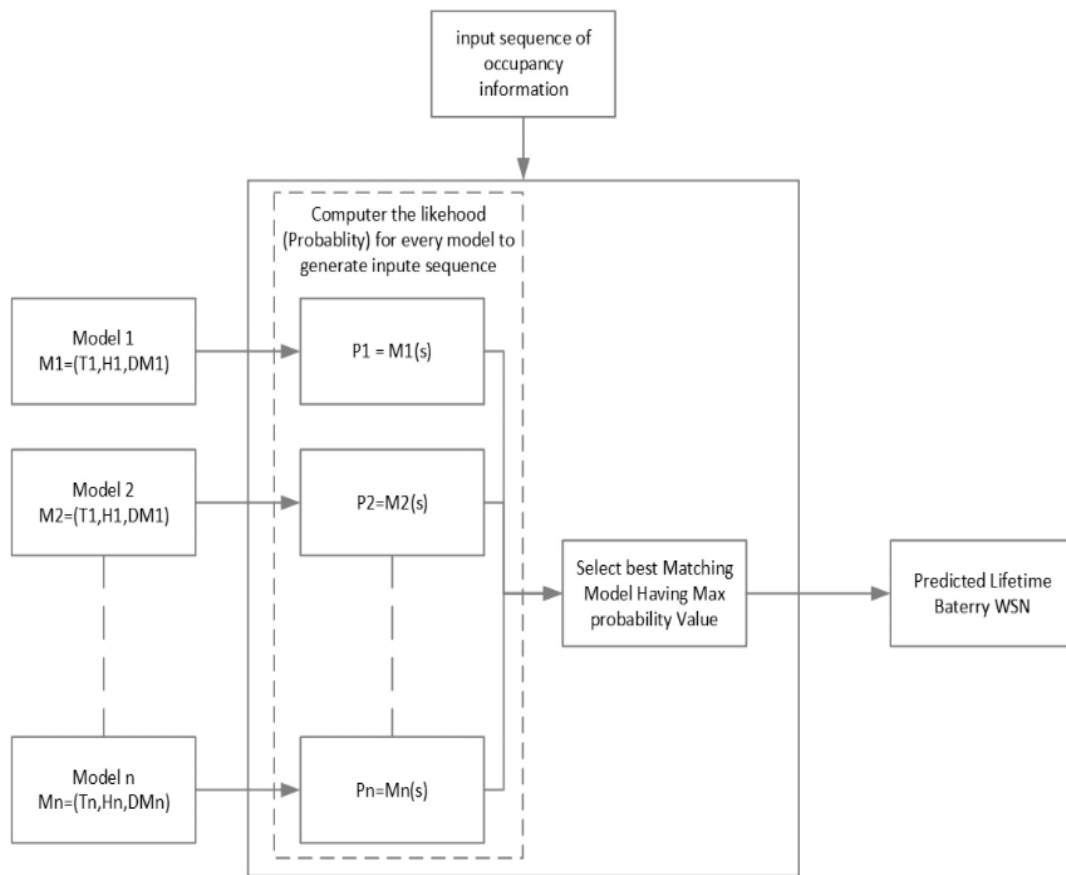 input sequence of
occupancy
information
Computer the likehood
(Probablity) for every model to
generate inpute sequence
Model 1
M1=(T1,H1,DM1)
P1 = M1(s)
Model 2
M2=(T1,H1,DM1)
P2=M2(s)
Select best Matching
Model Having Max
probability Value
Predicted Lifetime
Baterry WSN
Model n
Mn=(Tn,Hn,DMn)
Pn=Mn(s)